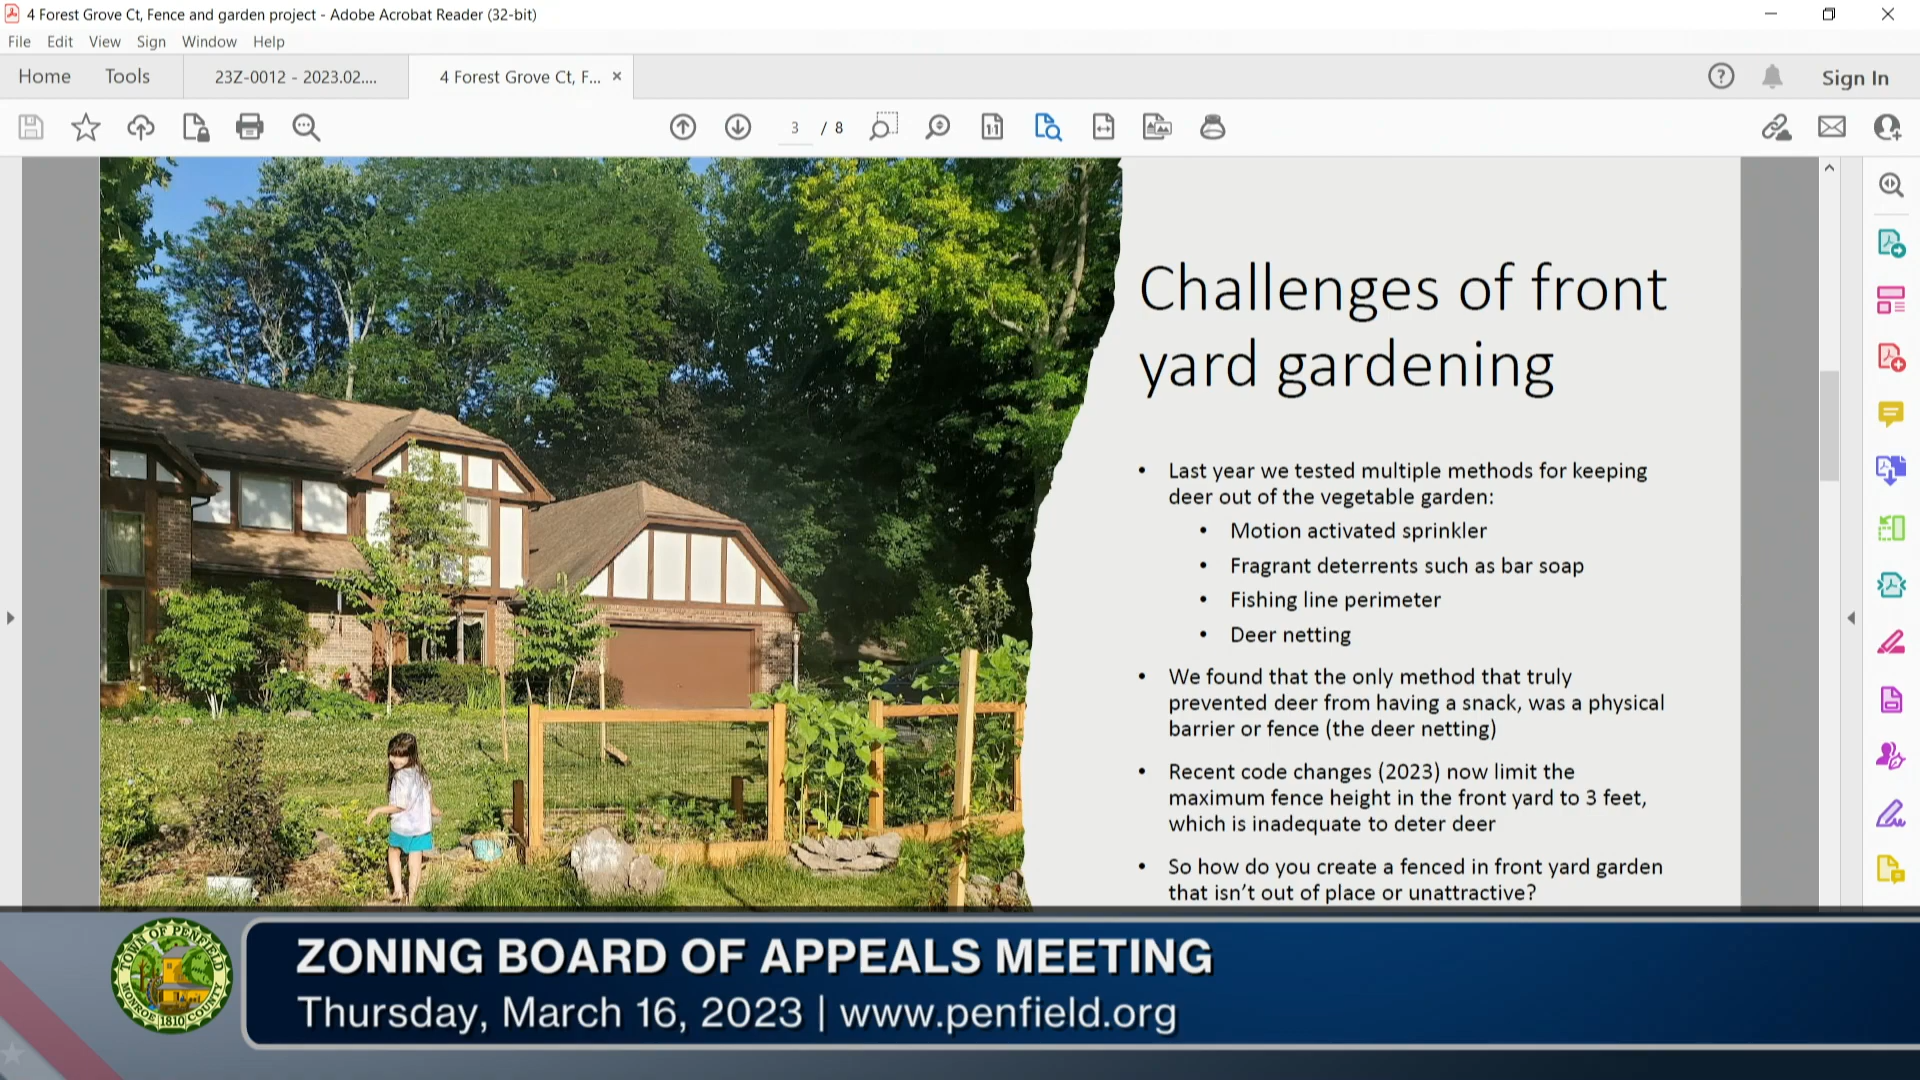 4 Forest Grove Ct, Fence and garden project - Adobe Acrobat Reader (32-bit)
File Edit View Sign Window Help
Home Tools 23Z-0012 - 2023.02.... 4 Forest Grove Ct, F... × Sign In
3 / 8
Challenges of front
yard gardening
• Last year we tested multiple methods for keeping
deer out of the vegetable garden:
• Motion activated sprinkler
• Fragrant deterrents such as bar soap
• Fishing line perimeter
• Deer netting
• We found that the only method that truly
prevented deer from having a snack, was a physical
barrier or fence (the deer netting)
• Recent code changes (2023) now limit the
maximum fence height in the front yard to 3 feet,
which is inadequate to deter deer
• So how do you create a fenced in front yard garden
that isn't out of place or unattractive?
TOWN OF PENFIELD
MONROE 1810 COUNTY
ZONING BOARD OF APPEALS MEETING
Thursday, March 16, 2023 | www.penfield.org